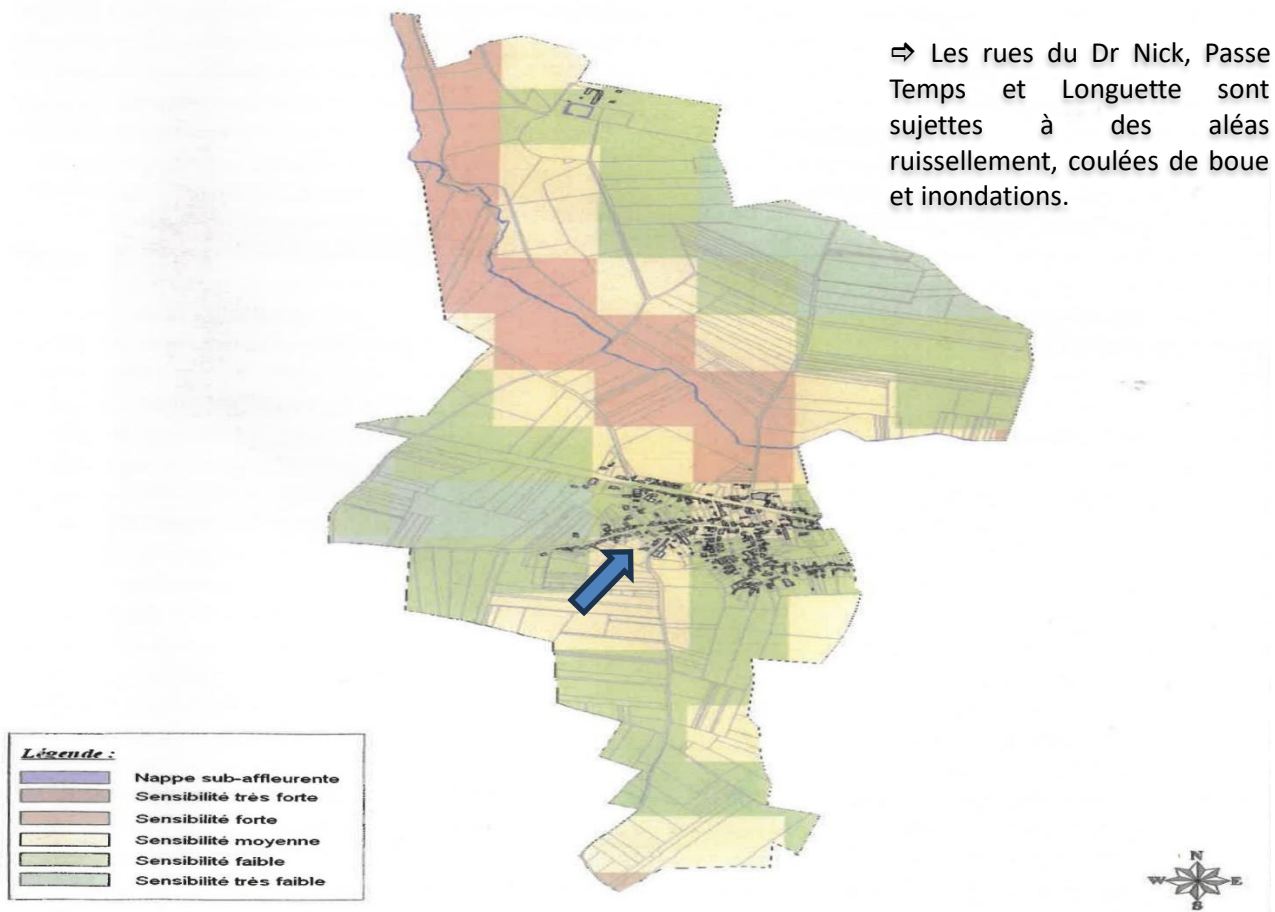 ⇨ Les rues du Dr Nick, Passe
Temps et Longuette sont
sujettes à des aléas
ruissellement, coulées de boue
et inondations.
Légende :
Nappe sub-affleurente
Sensibilité très forte
Sensibilité forte
Sensibilité moyenne
Sensibilité faible
Sensibilité très faible
N
W E
S